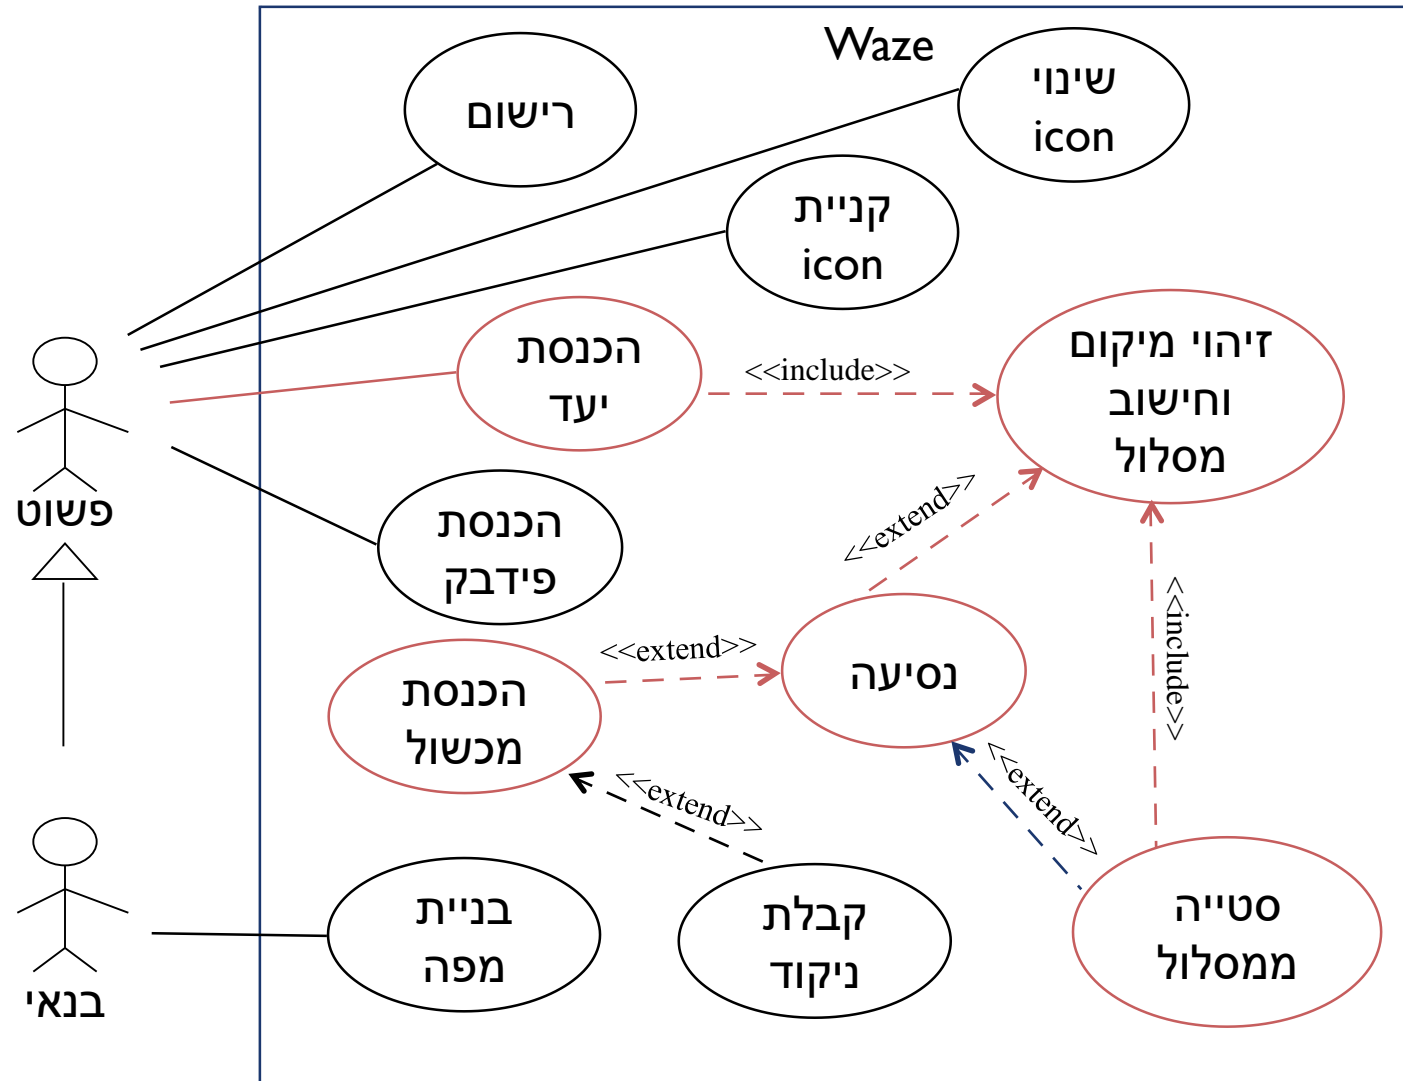 Waze
רישום
שינוי
icon
קניית
icon
הכנסת
יעד
<<include>>
זיהוי מיקום
וחישוב
מסלול
פשוט
הכנסת
פידבק
<<extend>>
<<include>>
<<extend>>
נסיעה
הכנסת
מכשול
<<extend>>
<<extend>>
בניית
מפה
קבלת
ניקוד
סטייה
ממסלול
בנאי